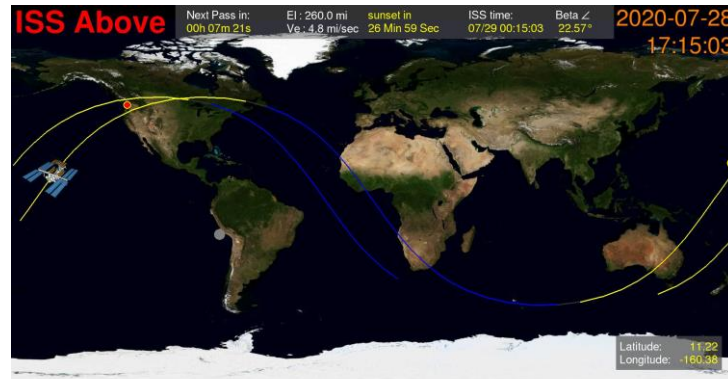 ISS Above
Next Pass in:
00h 07m 21s
El : 260.0 mi
Ve : 4.8 mi/sec
sunset in
26 Min 59 Sec
ISS time:
07/29 00:15:03
Beta ∠
22.57°
2020-07-28
17:15:03
Latitude: 11.22
Longitude: -160.38